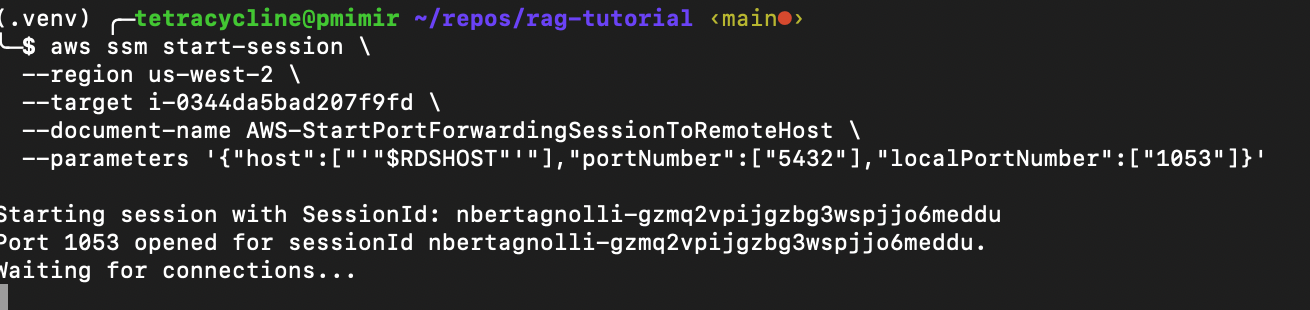 (.venv) ╭─tetracycline@pmimir ~/repos/rag-tutorial ‹main●›
╰─$ aws ssm start-session \
  --region us-west-2 \
  --target i-0344da5bad207f9fd \
  --document-name AWS-StartPortForwardingSessionToRemoteHost \
  --parameters '{"host":["'"$RDSHOST"'"],"portNumber":["5432"],"localPortNumber":["1053"]}'
Starting session with SessionId: nbertagnolli-gzmq2vpijgzbg3wspjjo6meddu
Port 1053 opened for sessionId nbertagnolli-gzmq2vpijgzbg3wspjjo6meddu.
Waiting for connections...